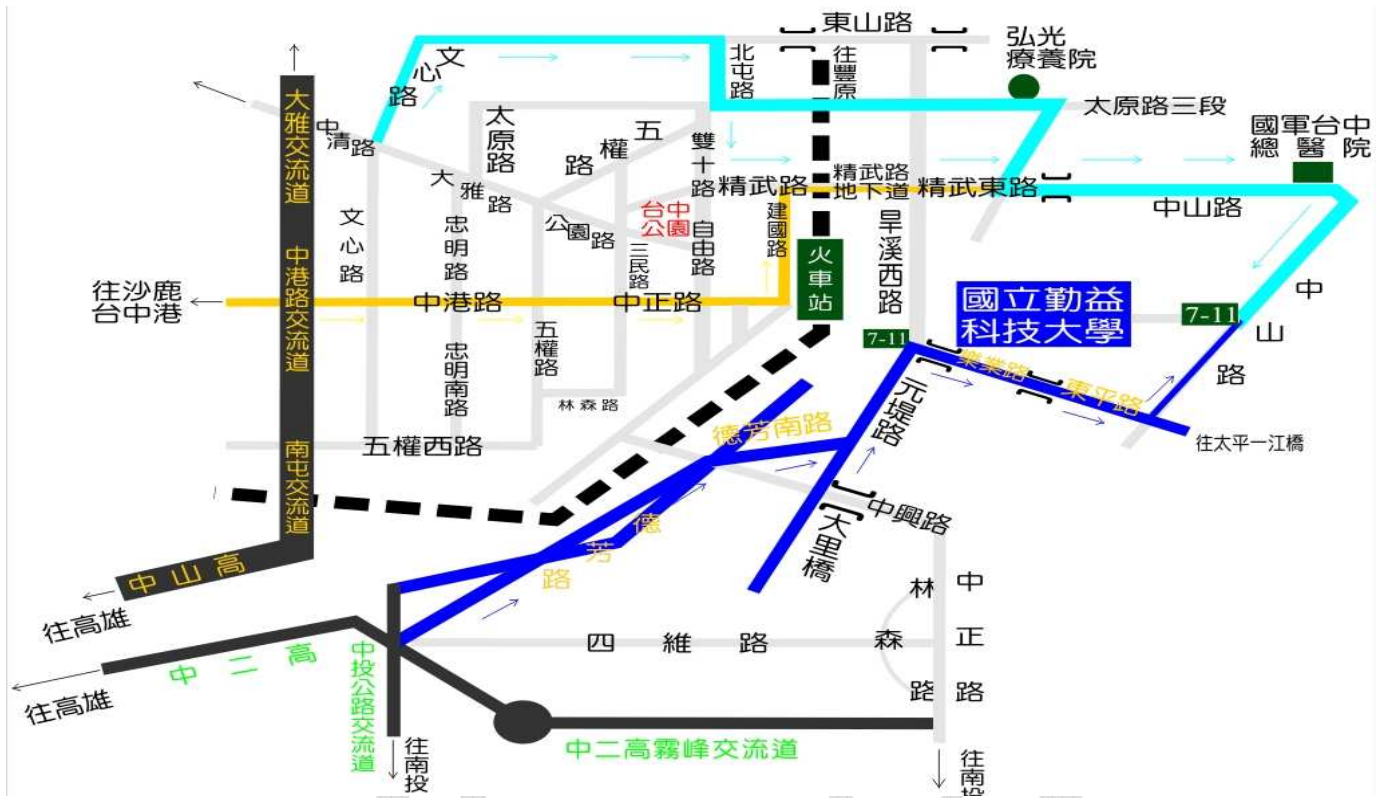 東山路
弘光
療養院
文心路
北屯路
往豐原
太原路三段
國軍台中
總醫院
大雅交流道
中清路
太原路
五權路
雙十路
精武路
精武路
地下道
精武東路
中山路
大雅路
文心路
忠明路
公園路
台中
公園
三民路
自由路
建國路
旱溪西路
火車站
中山路
往沙鹿
台中港
中港路交流道
中港路
中正路
國立勤益
科技大學
7-11
7-11
忠明南路
五權路
林森路
樂業路
東平路
元堤路
往太平一江橋
五權西路
德芳南路
南屯交流道
中興路
大里橋
德芳路
中山高
往高雄
中二高
往高雄
中投公路交流道
四維路
林森路
中正路
中二高霧峰交流道
往南投
往南投